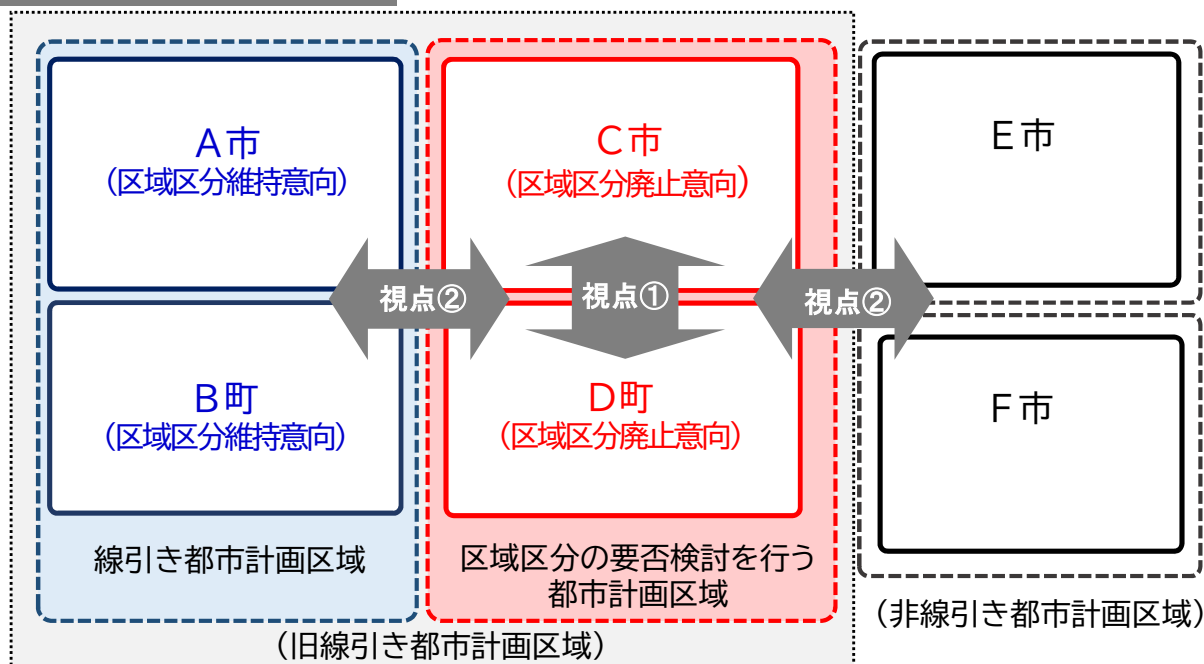 A市
(区域区分維持意向)
B町
(区域区分維持意向)
線引き都市計画区域
C市
(区域区分廃止意向)
D町
(区域区分廃止意向)
区域区分の要否検討を行う
都市計画区域
視点②
視点①
視点②
E市
F市
(非線引き都市計画区域)
(旧線引き都市計画区域)